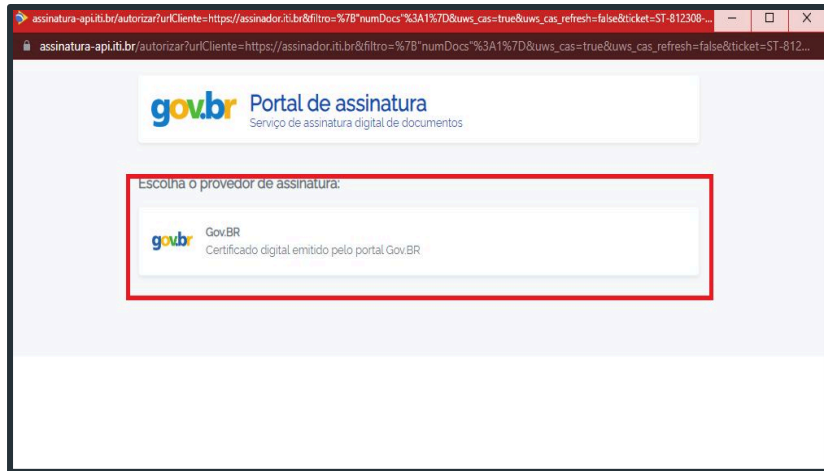 assinatura-api.iti.br/autorizar?urlCliente=https://assinador.iti.br&filtro=%7B"numDocs"%3A1%7D&uws_cas=true&uws_cas_refresh=false&ticket=ST-812308-...
assinatura-api.iti.br/autorizar?urlCliente=https://assinador.iti.br&filtro=%7B"numDocs"%3A1%7D&uws_cas=true&uws_cas_refresh=false&ticket=ST-812...
gov.br Portal de assinatura
Serviço de assinatura digital de documentos
Escolha o provedor de assinatura:
gov.br Gov.BR
Certificado digital emitido pelo portal Gov.BR